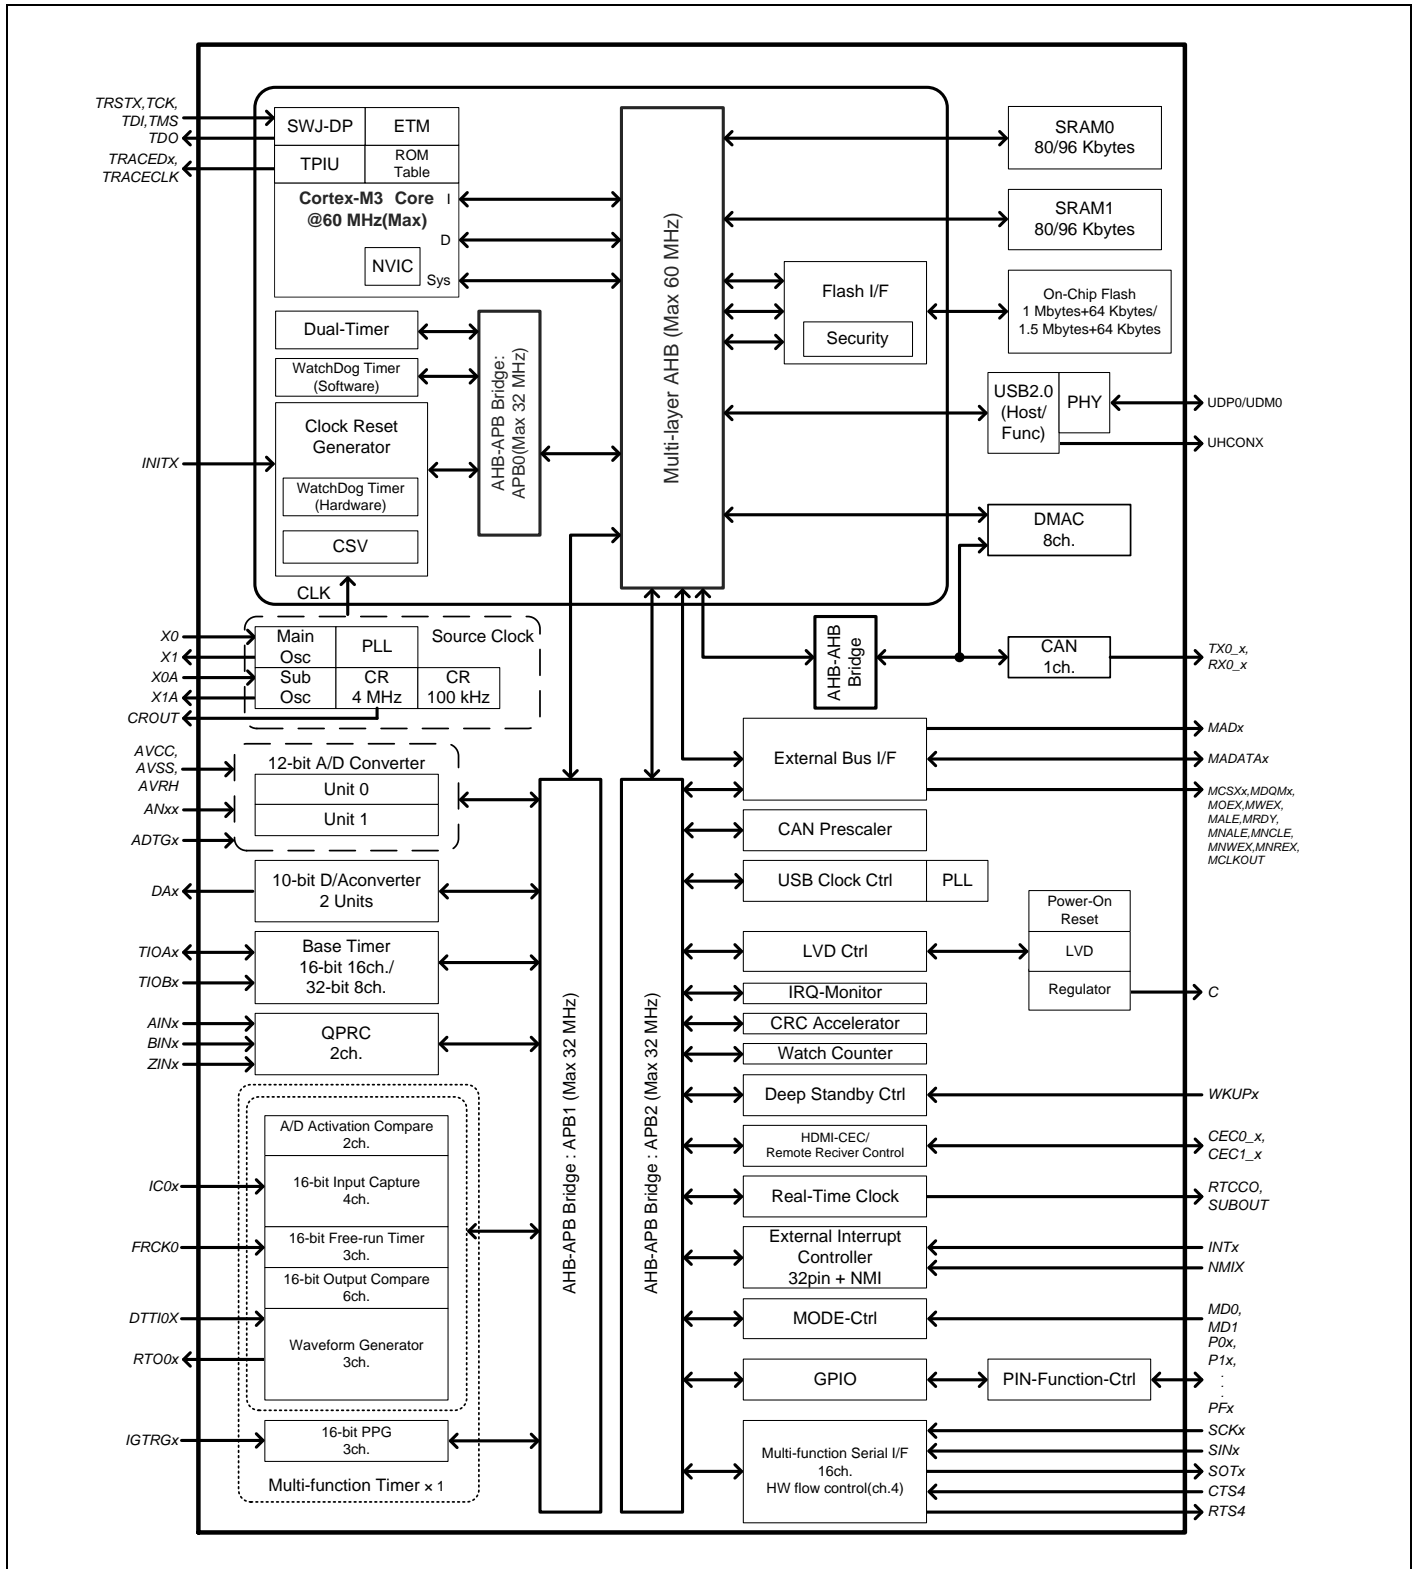 TRSTX,TCK,
TDI,TMS
TDO
TRACEDx,
TRACECLK
SWJ-DP
ETM
TPIU
ROM
Table
Cortex-M3 Core
@60 MHz(Max)
I
D
NVIC
Sys
Dual-Timer
WatchDog Timer
(Software)
Clock Reset
Generator
WatchDog Timer
(Hardware)
CSV
INITX
CLK
AHB-APB Bridge:
APB0(Max 32 MHz)
Multi-layer AHB (Max 60 MHz)
SRAM0
80/96 Kbytes
SRAM1
80/96 Kbytes
Flash I/F
Security
On-Chip Flash
1 Mbytes+64 Kbytes/
1.5 Mbytes+64 Kbytes
USB2.0
(Host/
Func)
PHY
UDP0/UDM0
UHCONX
DMAC
8ch.
X0
X1
X0A
X1A
CROUT
Main
Osc
PLL
Source Clock
Sub
Osc
CR
4 MHz
CR
100 kHz
AHB-AHB
Bridge
CAN
1ch.
TX0_x,
RX0_x
AVCC,
AVSS,
AVRH
ANxx
ADTGx
12-bit A/D Converter
Unit 0
Unit 1
External Bus I/F
MADx
MADATAx
MCSXx,MDQMx,
MOEX,MWEX,
MALE,MRDY,
MNALE,MNCLE,
MNWEX,MNREX,
MCLKOUT
CAN Prescaler
DAx
10-bit D/Aconverter
2 Units
USB Clock Ctrl
PLL
TIOAx
TIOBx
Base Timer
16-bit 16ch./
32-bit 8ch.
LVD Ctrl
Power-On
Reset
LVD
Regulator
C
IRQ-Monitor
AINx
BINx
ZINx
QPRC
2ch.
CRC Accelerator
Watch Counter
AHB-APB Bridge : APB1 (Max 32 MHz)
AHB-APB Bridge : APB2 (Max 32 MHz)
Deep Standby Ctrl
WKUPx
A/D Activation Compare
2ch.
HDMI-CEC/
Remote Reciver Control
CEC0_x,
CEC1_x
IC0x
16-bit Input Capture
4ch.
Real-Time Clock
RTCCO,
SUBOUT
FRCK0
16-bit Free-run Timer
3ch.
External Interrupt
Controller
32pin + NMI
INTx
NMIX
16-bit Output Compare
6ch.
DTTI0X
RTO0x
Waveform Generator
3ch.
MODE-Ctrl
MD0,
MD1
GPIO
PIN-Function-Ctrl
P0x,
P1x,
.
.
.
PFx
IGTRGx
16-bit PPG
3ch.
Multi-function Timer × 1
Multi-function Serial I/F
16ch.
HW flow control(ch.4)
SCKx
SINx
SOTx
CTS4
RTS4